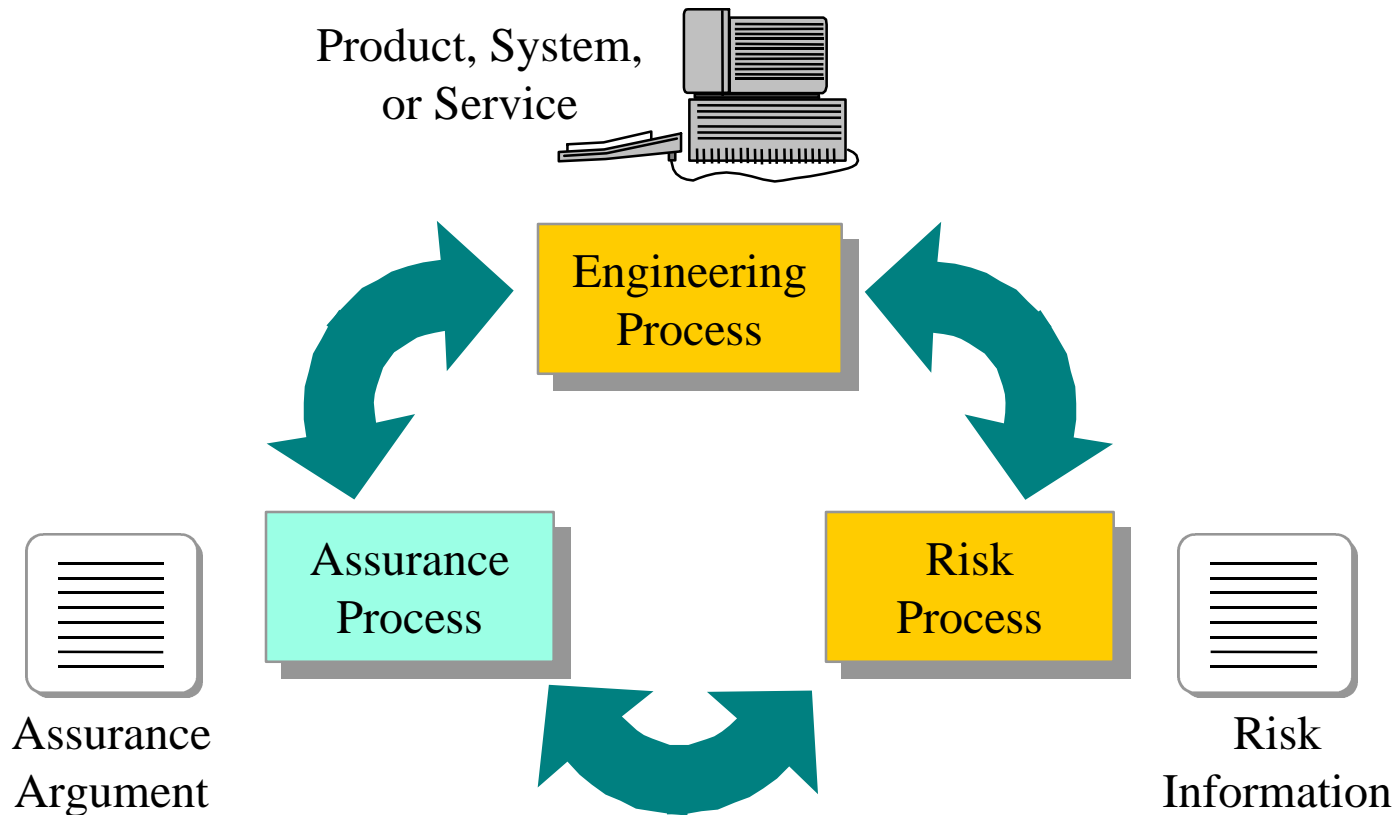 Product, System,
or Service
Engineering
Process
Assurance
Process
Risk
Process
Assurance
Argument
Risk
Information